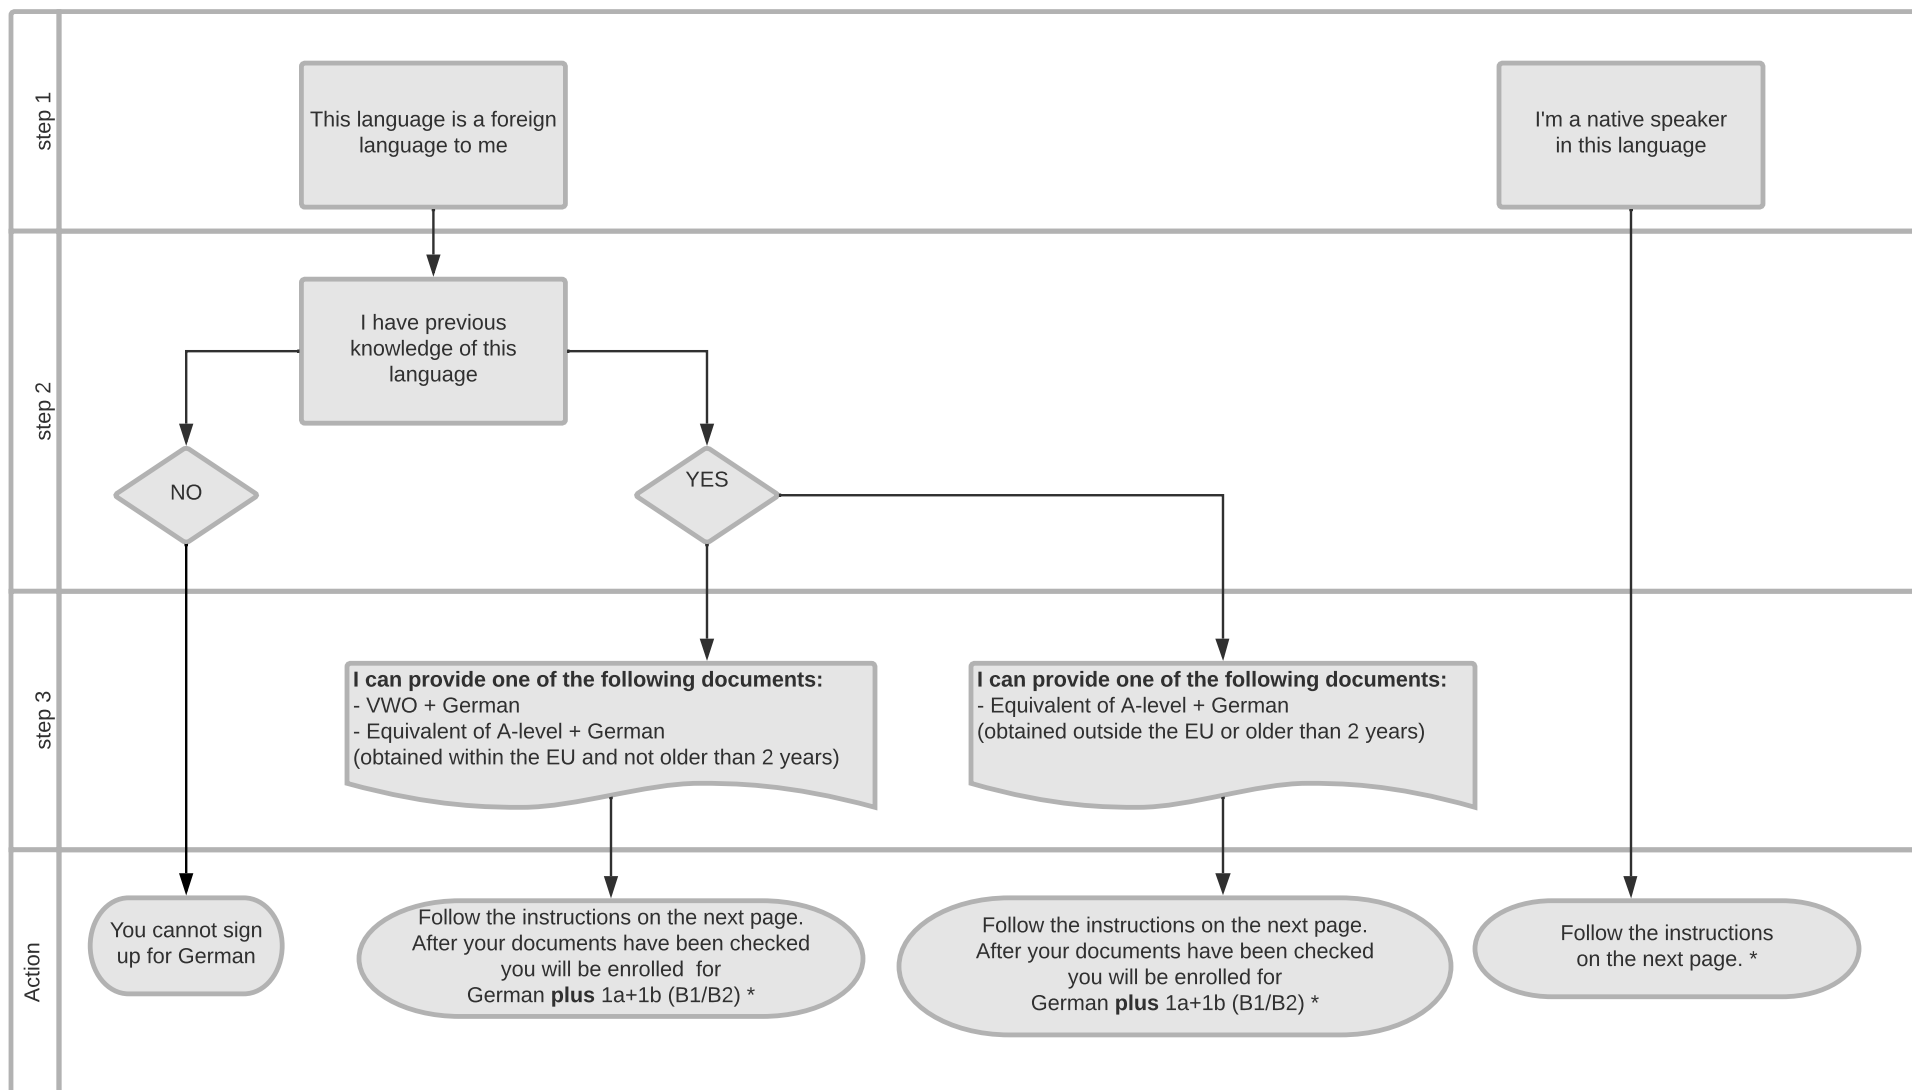 step 1
This language is a foreign
language to me
I'm a native speaker
in this language
step 2
I have previous
knowledge of this
language
NO
YES
step 3
I can provide one of the following documents:
- VWO + German
- Equivalent of A-level + German
(obtained within the EU and not older than 2 years)
I can provide one of the following documents:
- Equivalent of A-level + German
(obtained outside the EU or older than 2 years)
Action
You cannot sign
up for German
Follow the instructions on the next page.
After your documents have been checked
you will be enrolled  for
German plus 1a+1b (B1/B2) *
Follow the instructions on the next page.
After your documents have been checked
you will be enrolled for
German plus 1a+1b (B1/B2) *
Follow the instructions
on the next page. *